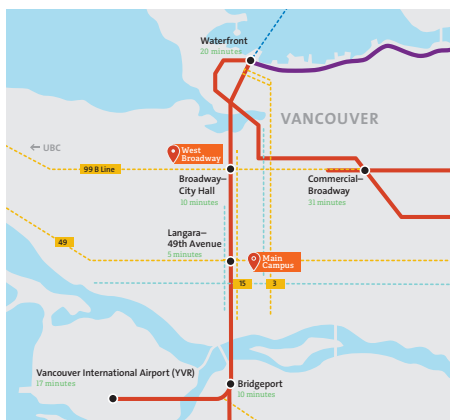 Waterfront
20 minutes
VANCOUVER
← UBC
West
Broadway
99 B Line
Broadway–
City Hall
10 minutes
Commercial–
Broadway
31 minutes
Langara–
49th Avenue
5 minutes
49
Main
Campus
15
3
Vancouver International Airport (YVR)
17 minutes
Bridgeport
10 minutes